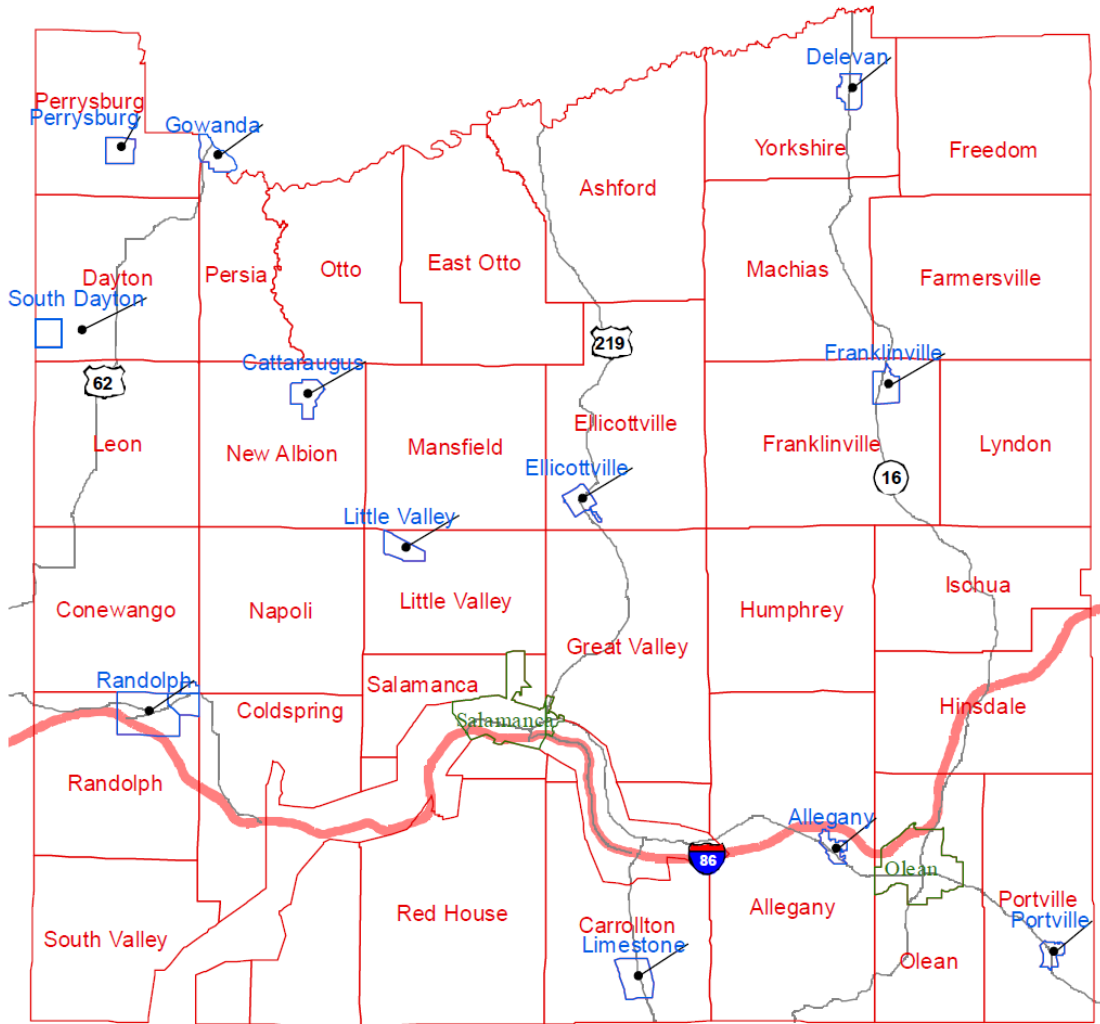 Delevan
Perrysburg
Perrysburg
Gowanda
Yorkshire
Freedom
Ashford
East Otto
Otto
Persia
Dayton
Machias
Farmersville
South Dayton
219
Franklinville
Cattaraugus
62
Ellicottville
Leon
New Albion
Mansfield
Franklinville
Lyndon
Ellicottville
16
Little Valley
Ischua
Little Valley
Conewango
Napoli
Humphrey
Great Valley
Randolph
Salamanca
Coldspring
Salamanca
Hinsdale
Randolph
Allegany
86
Olean
Portville
Allegany
Red House
Portville
Carrollton
South Valley
Limestone
Olean